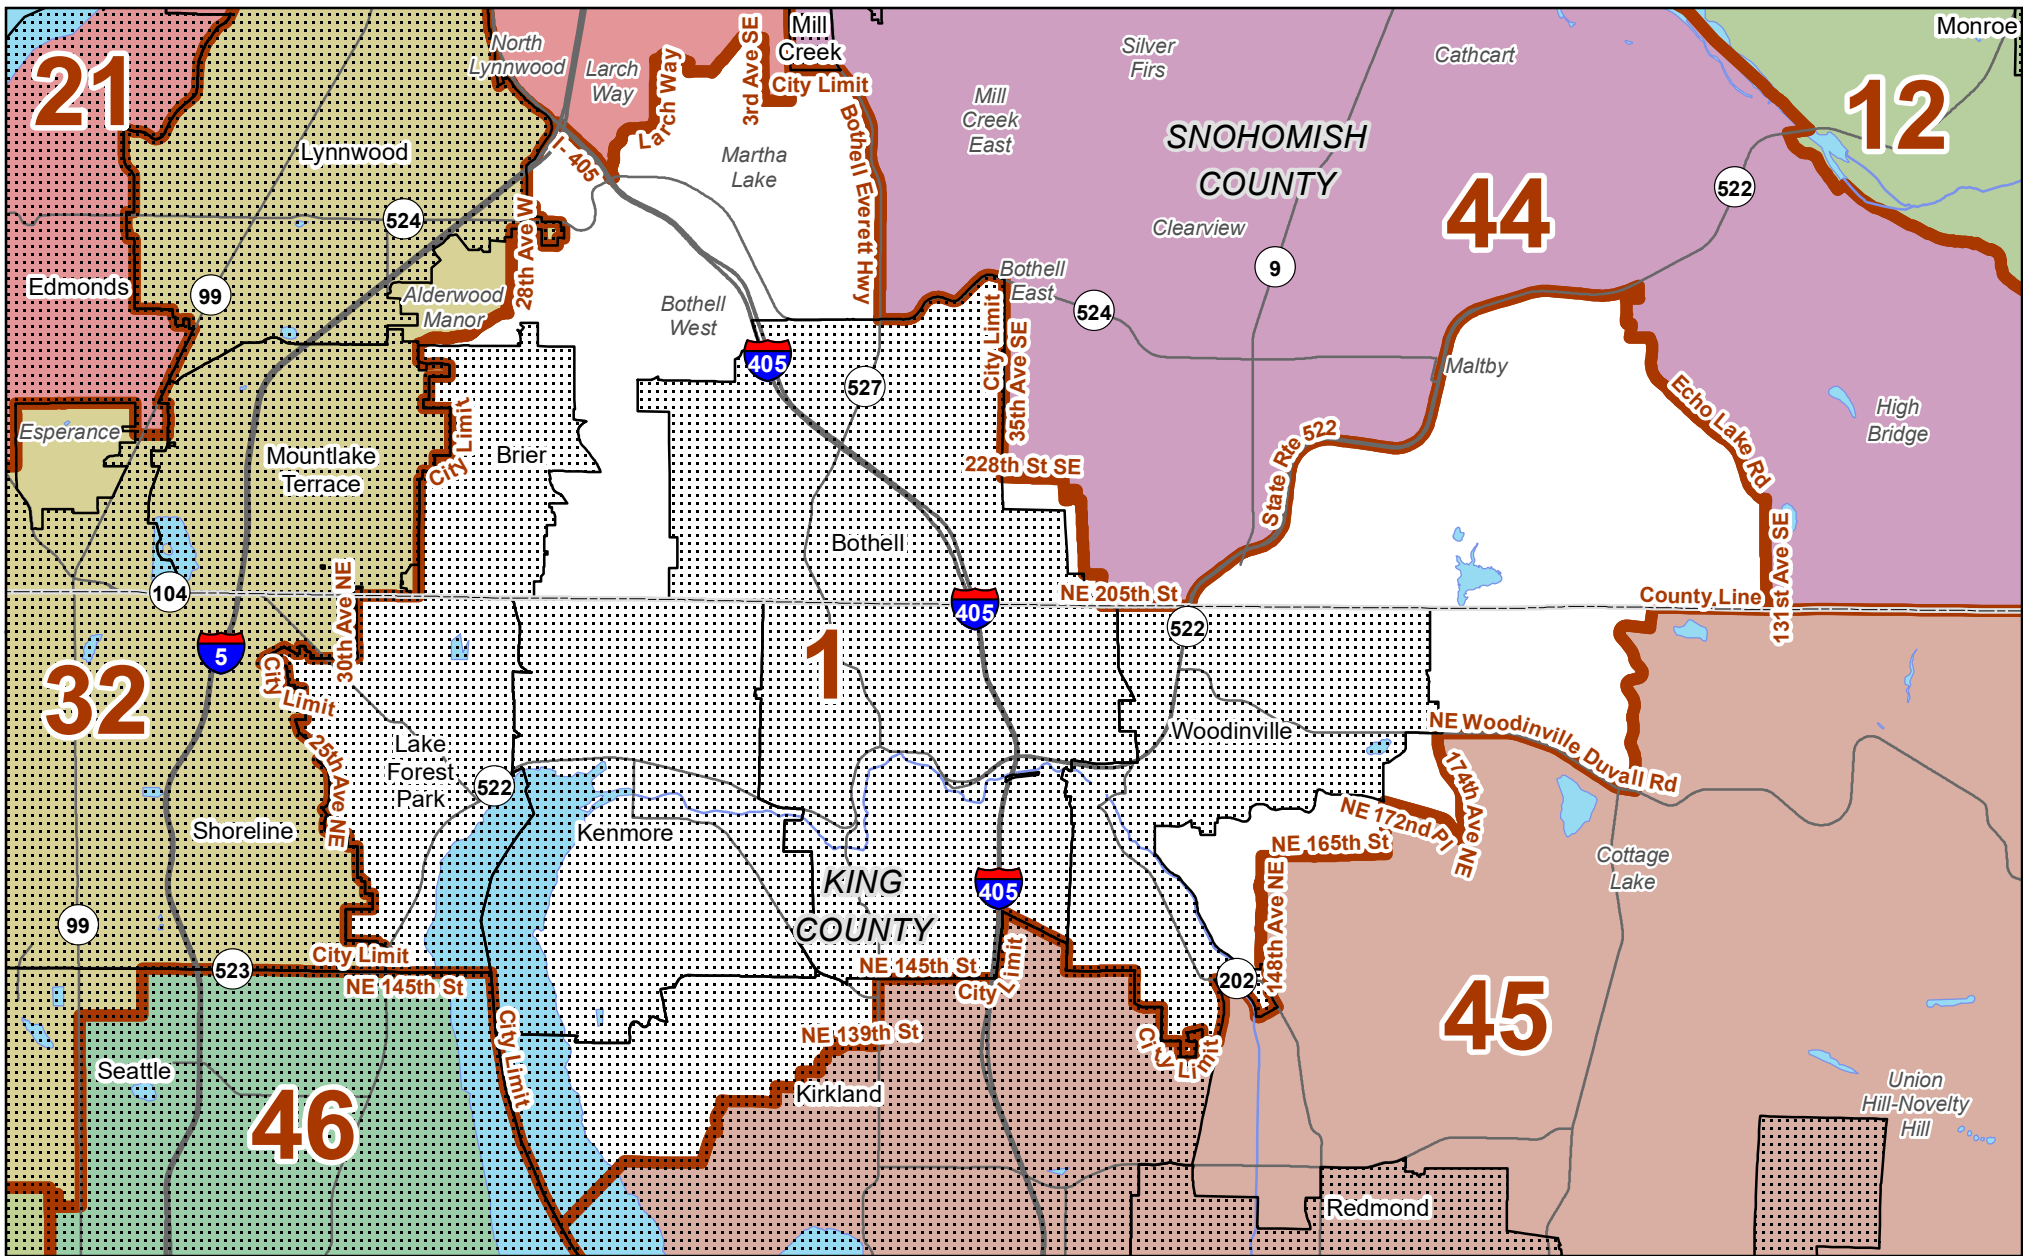 21
North
Lynnwood
Larch
Way
Larch Way
3rd Ave SE
Mill
Creek
City Limit
Silver
Firs
Cathcart
Monroe
12
Lynnwood
I- 405
Martha
Lake
Bothell Everett Hwy
Mill
Creek
East
SNOHOMISH
COUNTY
44
522
524
28th Ave W
Clearview
9
Edmonds
99
Alderwood
Manor
Bothell
West
Bothell
East
524
City Limit
35th Ave SE
405
527
Maltby
Echo Lake Rd
High
Bridge
Esperance
Mountlake
Terrace
City Limit
Brier
228th St SE
State Rte 522
Bothell
131st Ave SE
104
30th Ave NE
405
NE 205th St
County Line
522
5
32
City Limit
1
25th Ave NE
Lake
Forest
Park
522
Woodinville
NE Woodinville Duvall Rd
174th Ave NE
Shoreline
Kenmore
NE 172nd Pl
NE 165th St
Cottage
Lake
KING
COUNTY
405
148th Ave NE
99
City Limit
523
NE 145th St
NE 145th St
City Limit
202
City Limit
NE 139th St
City Limit
45
Seattle
46
Kirkland
Union
Hill-Novelty
Hill
Redmond